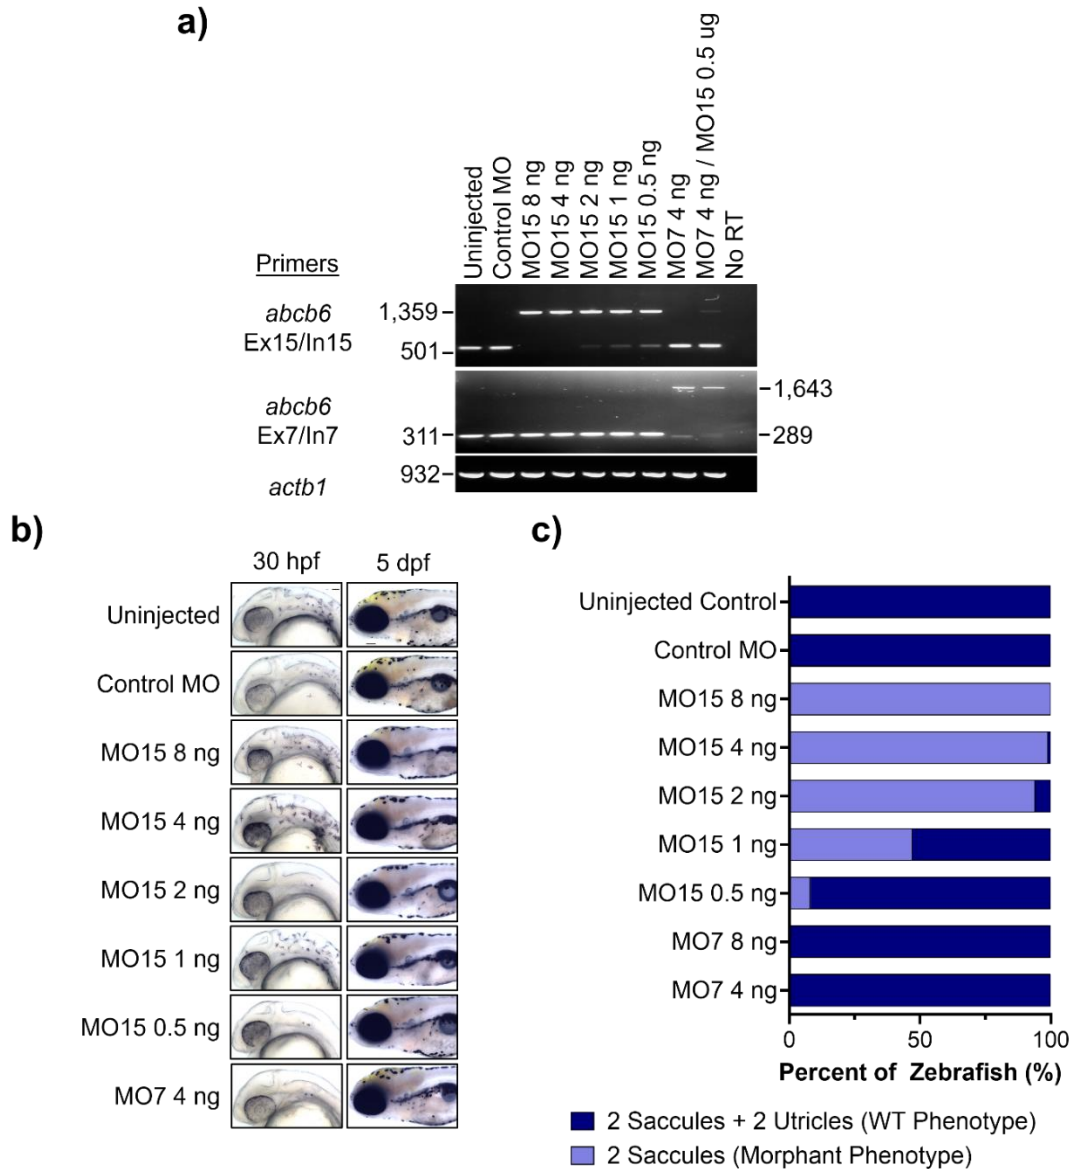 a)
Uninjected
Control MO
MO15 8 ng
MO15 4 ng
MO15 2 ng
MO15 1 ng
MO15 0.5 ng
MO7 4 ng
MO7 4 ng / MO15 0.5 ug
No RT
Primers
abcb6
Ex15/In15
1,359
501
abcb6
Ex7/In7
311
1,643
289
actb1
932
b)
30 hpf
5 dpf
Uninjected
Control MO
MO15 8 ng
MO15 4 ng
MO15 2 ng
MO15 1 ng
MO15 0.5 ng
MO7 4 ng
c)
Uninjected Control
Control MO
MO15 8 ng
MO15 4 ng
MO15 2 ng
MO15 1 ng
MO15 0.5 ng
MO7 8 ng
MO7 4 ng
0 50 100
Percent of Zebrafish (%)
2 Saccules + 2 Utricles (WT Phenotype)
2 Saccules (Morphant Phenotype)